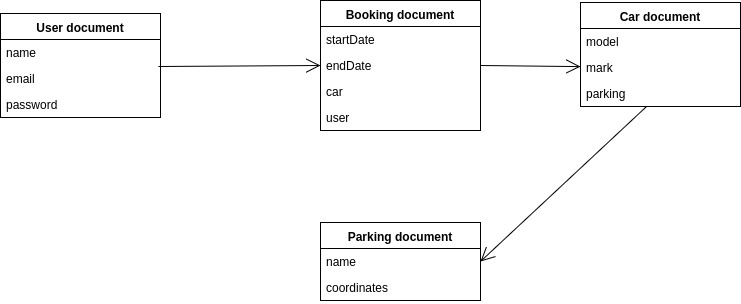 User document
name
email
password
Booking document
startDate
endDate
car
user
Car document
model
mark
parking
Parking document
name
coordinates